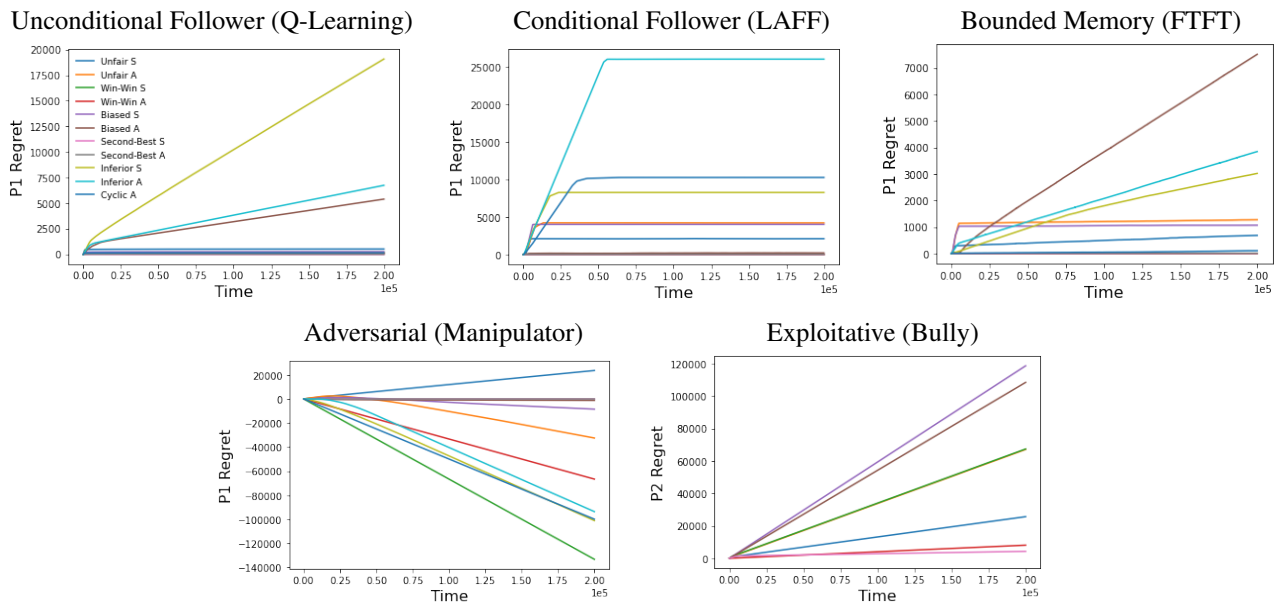 Unconditional Follower (Q-Learning)
20000
17500
15000
12500
10000
7500
5000
2500
0
P1 Regret
Unfair S
Unfair A
Win-Win S
Win-Win A
Biased S
Biased A
Second-Best S
Second-Best A
Inferior S
Inferior A
Cyclic A
0.00 0.25 0.50 0.75 1.00 1.25 1.50 1.75 2.00
Time
1e5
Conditional Follower (LAFF)
25000
20000
15000
10000
5000
0
P1 Regret
0.00 0.25 0.50 0.75 1.00 1.25 1.50 1.75 2.00
Time
1e5
Bounded Memory (FTFT)
7000
6000
5000
4000
3000
2000
1000
0
P1 Regret
0.00 0.25 0.50 0.75 1.00 1.25 1.50 1.75 2.00
Time
1e5
Adversarial (Manipulator)
20000
0
−20000
−40000
−60000
−80000
−100000
−120000
−140000
P1 Regret
0.00 0.25 0.50 0.75 1.00 1.25 1.50 1.75 2.00
Time
1e5
Exploitative (Bully)
120000
100000
80000
60000
40000
20000
0
P2 Regret
0.00 0.25 0.50 0.75 1.00 1.25 1.50 1.75 2.00
Time
1e5